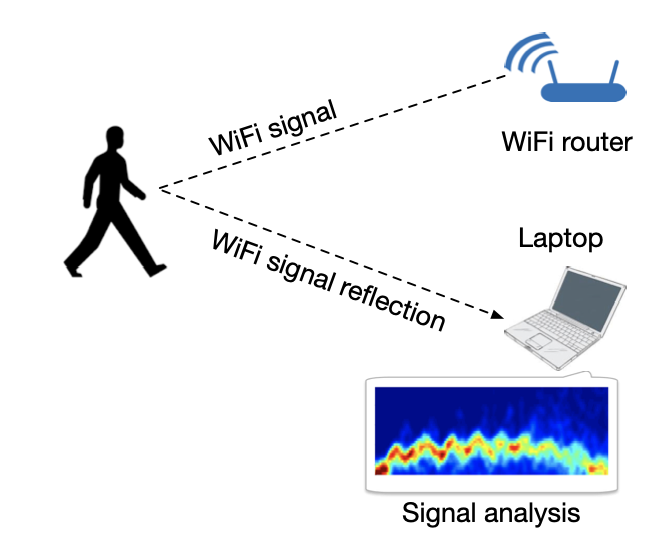 WiFi signal
WiFi router
Laptop
WiFi signal reflection
Signal analysis